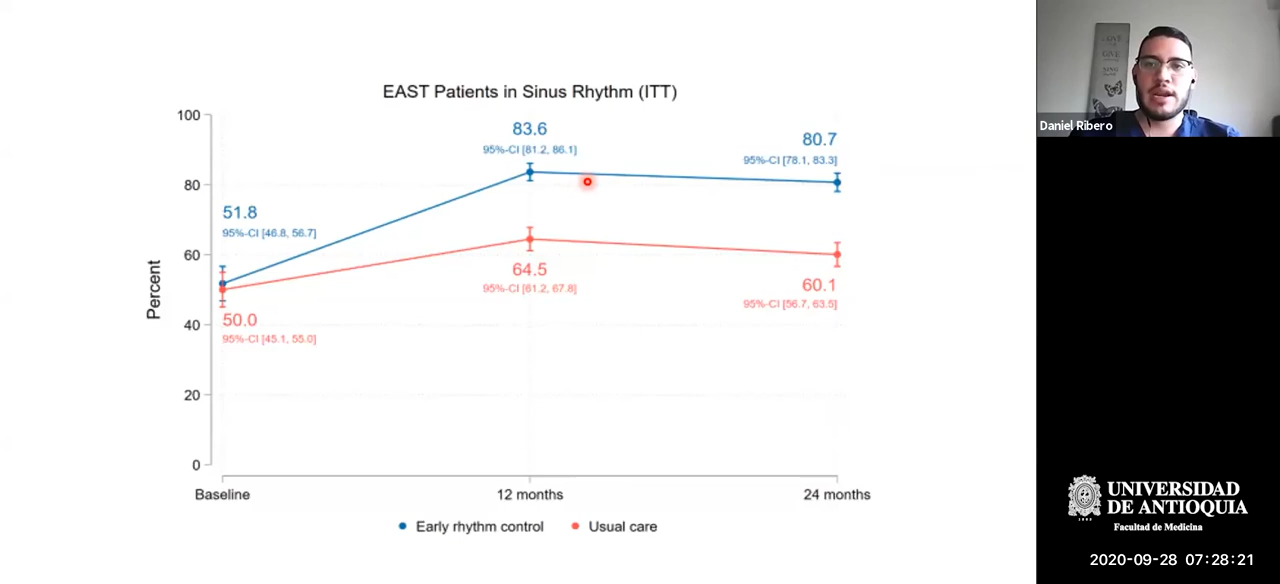 EAST Patients in Sinus Rhythm (ITT)
Percent
100
80
60
40
20
0
83.6
95%-CI [81.2, 86.1]
80.7
95%-CI [78.1, 83.3]
51.8
95%-CI [46.8, 56.7]
64.5
95%-CI [61.2, 67.8]
60.1
95%-CI [56.7, 63.5]
50.0
95%-CI [45.1, 55.0]
Baseline
12 months
24 months
Early rhythm control
Usual care
LOVE
GIVE
Daniel Ribero
UNIVERSIDAD
DE ANTIOQUIA
1803
Facultad de Medicina
2020-09-28 07:28:21